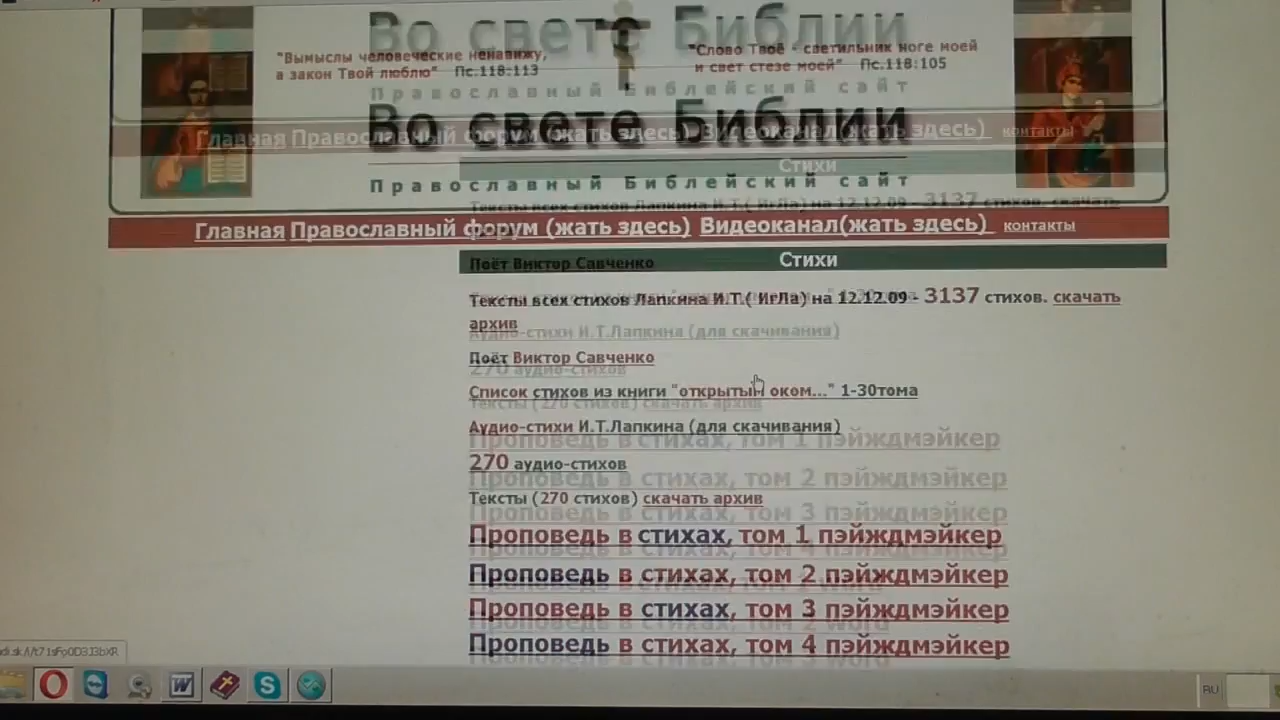 Во свете Библии
"Вымыслы человеческие ненавижу,
а закон Твой люблю" Пс.118:113
"Слово Твоё - светильник ноге моей
и свет стезе моей" Пс.118:105
Во свете Библии
Православный Библейский сайт
Главная Православный форум (жать здесь) Видеоканал(жать здесь) контакты
Стихи
Тексты всех стихов Лапкина И.Т.( ИгЛа) на 12.12.09 - 3137 стихов. скачать
архив
Поёт Виктор Савченко
Список стихов из книги "открытым оком..." 1-30тома
Аудио-стихи И.Т.Лапкина (для скачивания)
270 аудио-стихов
Тексты (270 стихов) скачать архив
Проповедь в стихах, том 1 пэйждмэйкер
Проповедь в стихах, том 2 пэйждмэйкер
Проповедь в стихах, том 3 пэйждмэйкер
Проповедь в стихах, том 4 пэйждмэйкер
RU